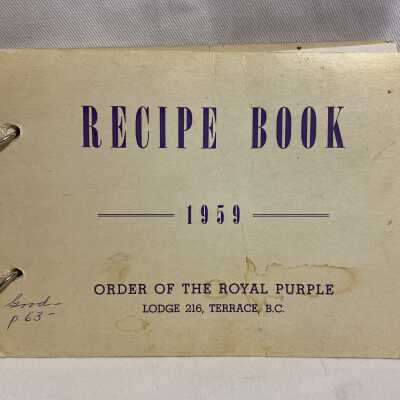 RECIPE BOOK
1959
ORDER OF THE ROYAL PURPLE
LODGE 216, TERRACE, B.C.
Good-
p 63-